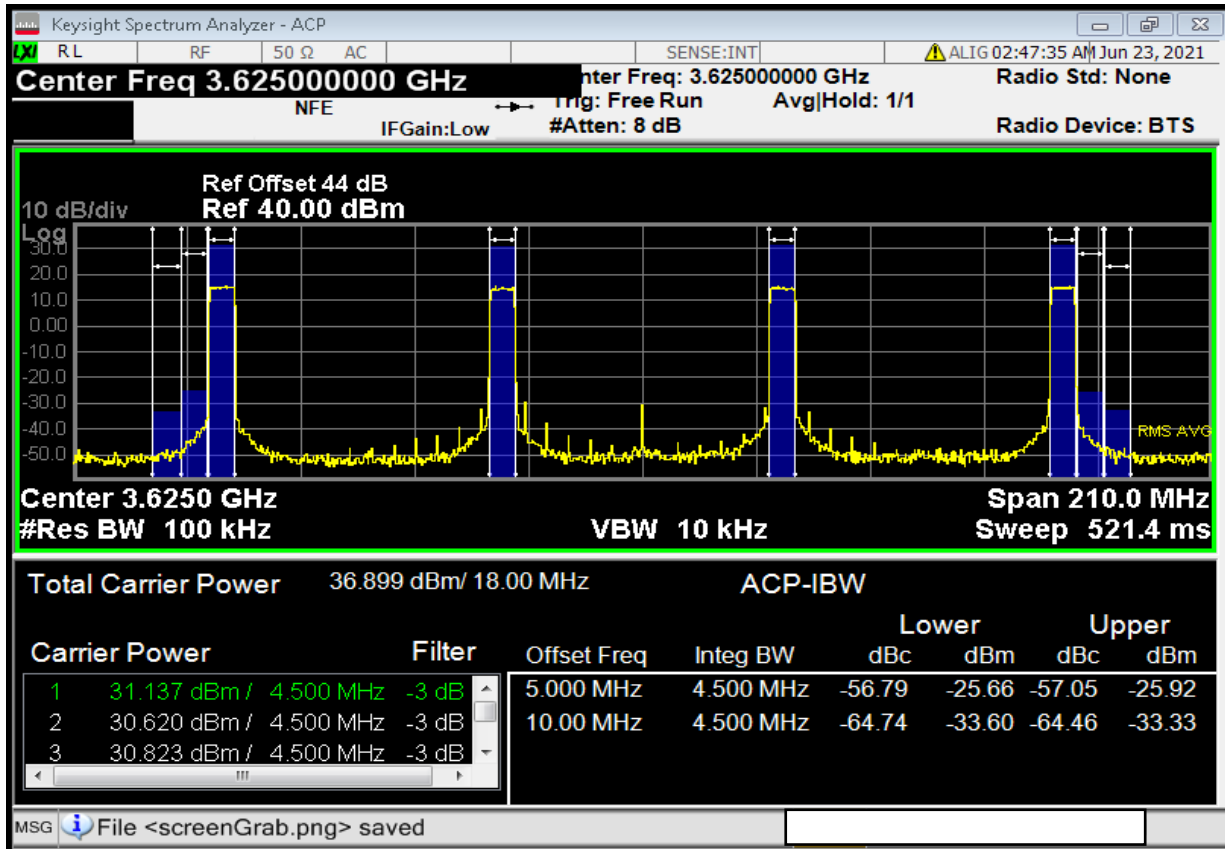 Keysight Spectrum Analyzer - ACP
LXI RL RF 50 Ω AC SENSE:INT ALIG 02:47:35 AM Jun 23, 2021
Center Freq 3.625000000 GHz nter Freq: 3.625000000 GHz Radio Std: None
NFE Trig: Free Run Avg|Hold: 1/1
IFGain:Low #Atten: 8 dB Radio Device: BTS
Ref Offset 44 dB
10 dB/div Ref 40.00 dBm
Log
30.0
20.0
10.0
0.00
-10.0
-20.0
-30.0
-40.0
RMS AVG
-50.0
Center 3.6250 GHz Span 210.0 MHz
#Res BW 100 kHz VBW 10 kHz Sweep 521.4 ms
Total Carrier Power 36.899 dBm/ 18.00 MHz ACP-IBW
Lower Upper
Carrier Power Filter Offset Freq Integ BW dBc dBm dBc dBm
1 31.137 dBm / 4.500 MHz -3 dB 5.000 MHz 4.500 MHz -56.79 -25.66 -57.05 -25.92
2 30.620 dBm / 4.500 MHz -3 dB 10.00 MHz 4.500 MHz -64.74 -33.60 -64.46 -33.33
3 30.823 dBm / 4.500 MHz -3 dB
MSG File <screenGrab.png> saved